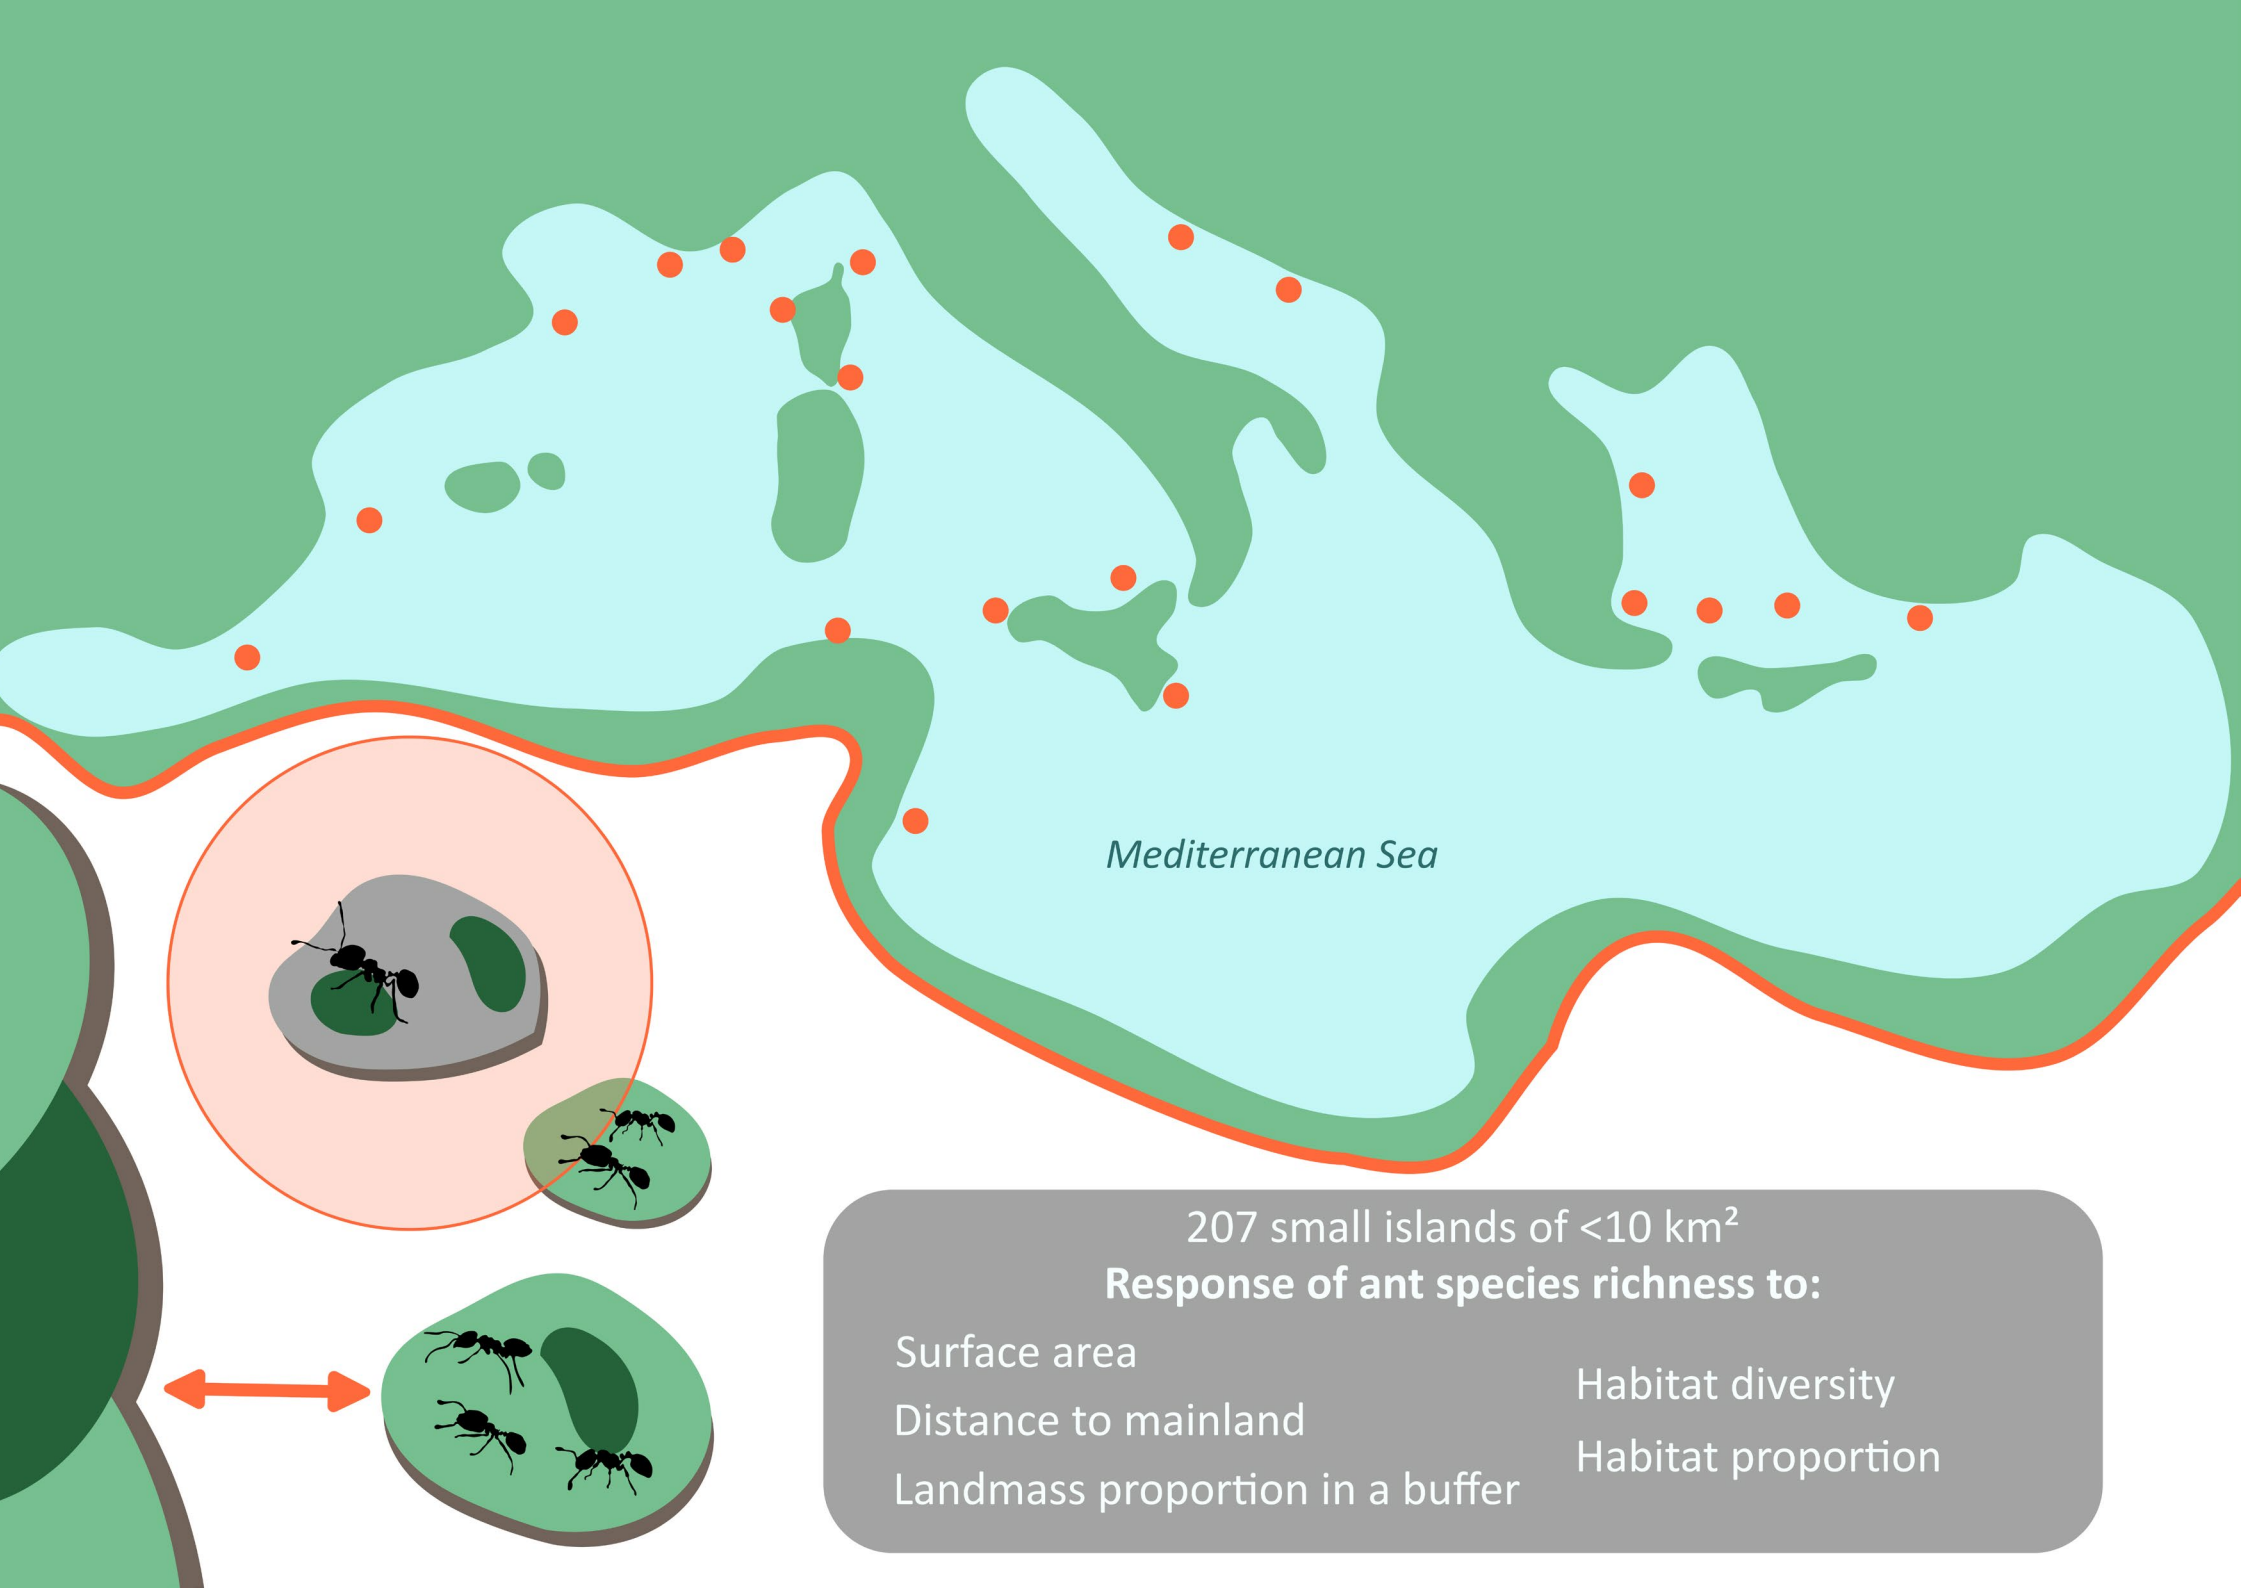 Mediterranean Sea
207 small islands of <10 km²
Response of ant species richness to:
Surface area
Distance to mainland
Landmass proportion in a buffer
Habitat diversity
Habitat proportion